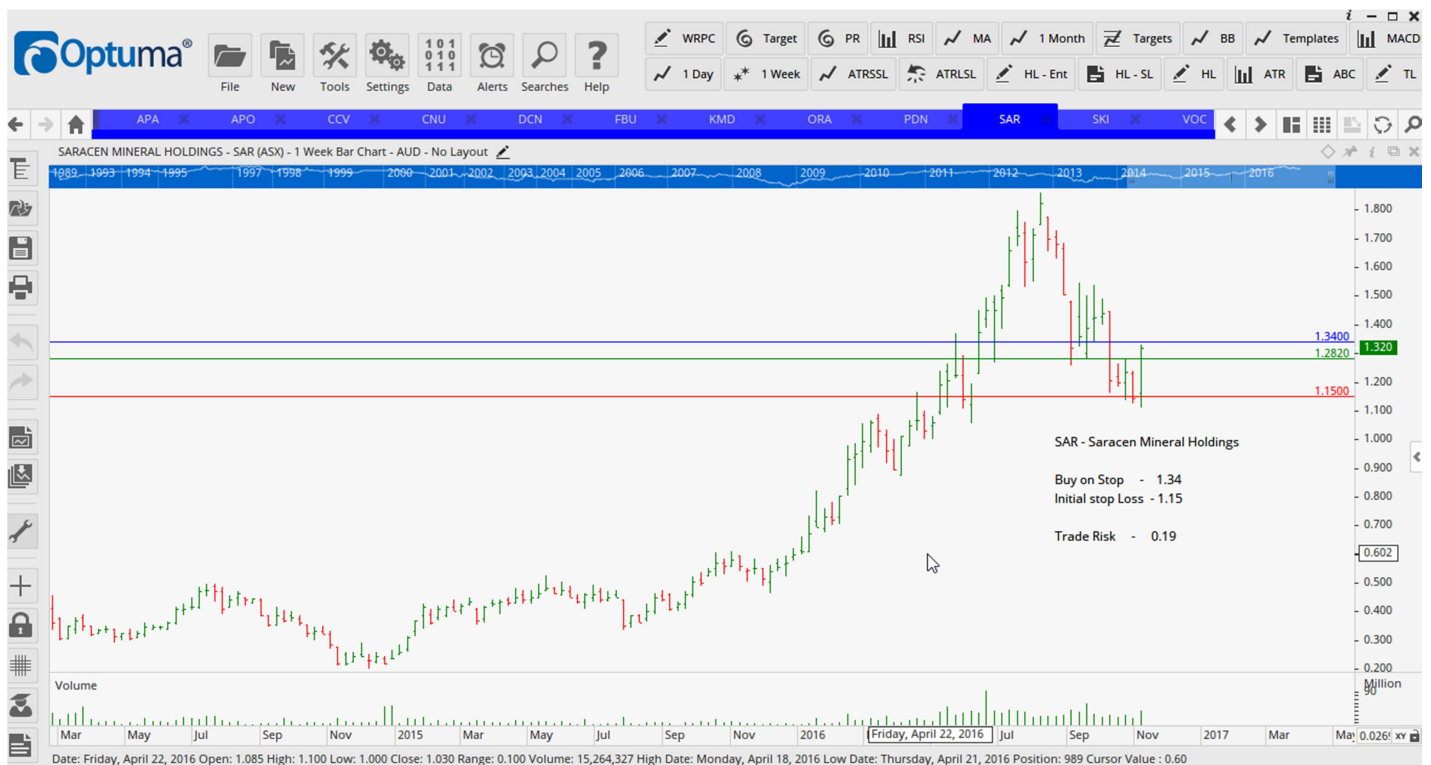 i
Optuma®
File
New
Tools
Settings
101
010
111
Data
Alerts
Searches
?
Help
WRPC
Target
PR
RSI
MA
1 Month
Targets
BB
Templates
MACD
1 Day
1 Week
ATRSSL
ATRLSL
HL - Ent
HL - SL
HL
ATR
ABC
TL
APA
APO
CCV
CNU
DCN
FBU
KMD
ORA
PDN
SAR
SKI
VOC
SARACEN MINERAL HOLDINGS - SAR (ASX) - 1 Week Bar Chart - AUD - No Layout
i
1989 1993 1994 1995 1997 1998 1999 2000 2001 2002 2003 2004 2005 2006 2007 2008 2009 2010 2011 2012 2013 2014 2015 2016
1.800
1.700
1.600
1.500
1.400
1.3400
1.320
1.2820
1.200
1.1500
1.100
1.000
0.900
0.800
0.700
0.602
0.500
0.400
0.300
0.200
SAR - Saracen Mineral Holdings
Buy on Stop - 1.34
Initial stop Loss - 1.15
Trade Risk - 0.19
Volume
Million
90
Mar May Jul Sep Nov 2015 Mar May Jul Sep Nov 2016 Friday, April 22, 2016 Jul Sep Nov 2017 Mar May
XY
Date: Friday, April 22, 2016 Open: 1.085 High: 1.100 Low: 1.000 Close: 1.030 Range: 0.100 Volume: 15,264,327 High Date: Monday, April 18, 2016 Low Date: Thursday, April 21, 2016 Position: 989 Cursor Value : 0.60